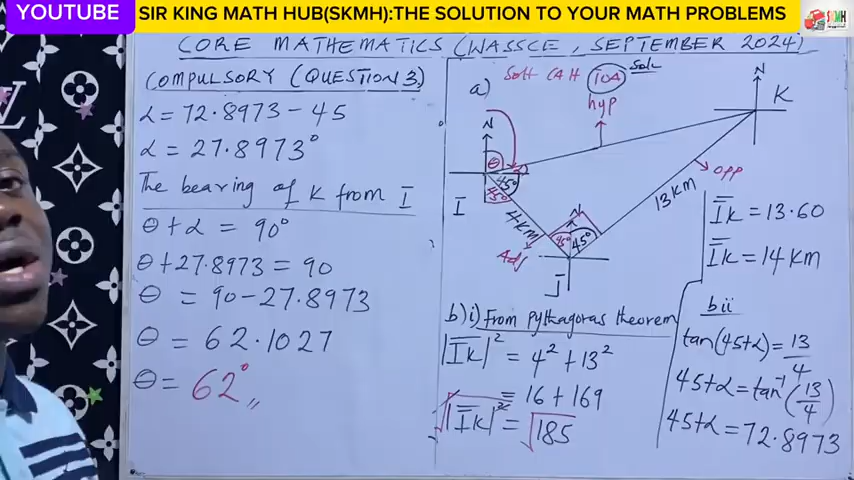 YOUTUBE
SIR KING MATH HUB(SKMH):THE SOLUTION TO YOUR MATH PROBLEMS
SKMH
CORE MATHEMATICS (WASSCE, SEPTEMBER 2024)
COMPULSORY (QUESTION 3)
α = 72.8973 - 45
α = 27.8973°
The bearing of K from I
θ + α = 90°
θ + 27.8973 = 90
θ = 90 - 27.8973
θ = 62.1027
θ = 62°
a)
SOH CAH TOA
Soln
hyp
N
K
N
θ
α
45°
45°
I
opp
13KM
4KM
N
Adj
45°
45°
J
IK = 13.60
IK = 14 KM
b) i) From pythagoras theorem
|IK|² = 4² + 13²
= 16 + 169
√|IK|² = √185
bii
tan(45+α) = 13/4
45+α = tan⁻¹(13/4)
45+α = 72.8973